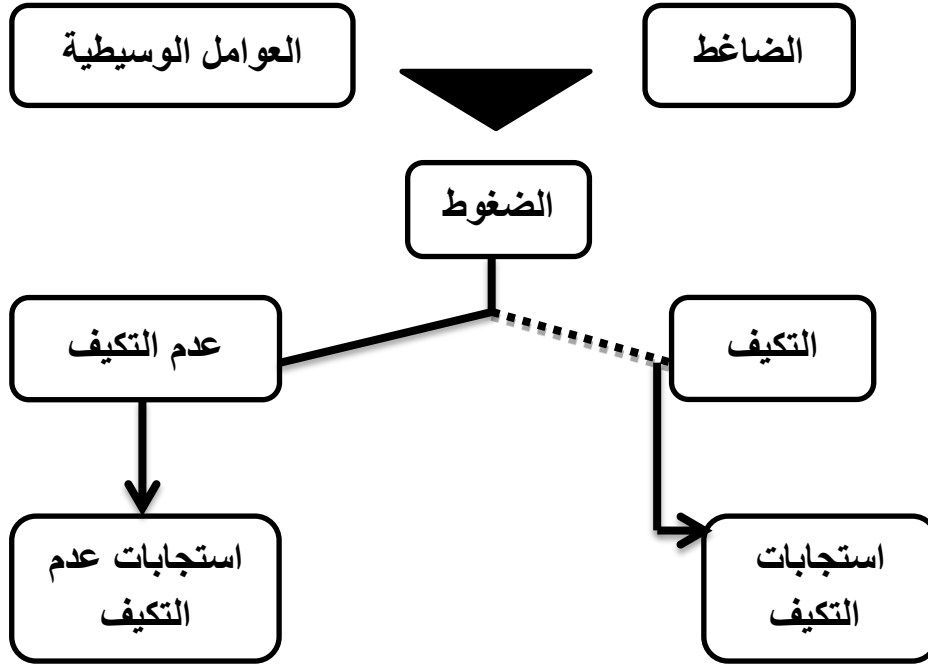 الضاغط
العوامل الوسيطية
الضغوط
التكيف
عدم التكيف
استجابات
التكيف
استجابات عدم
التكيف